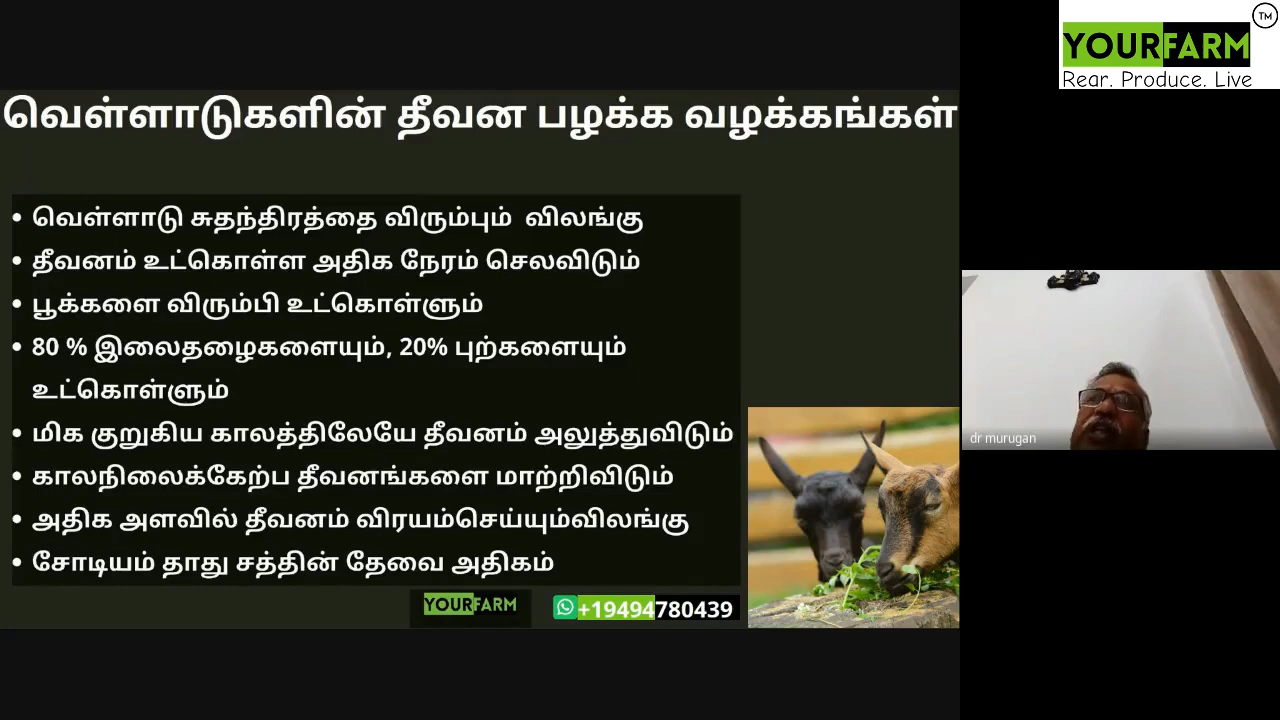 TM
YOURFARM
Rear. Produce. Live
வெள்ளாடுகளின் தீவன பழக்க வழக்கங்கள்
• வெள்ளாடு சுதந்திரத்தை விரும்பும் விலங்கு
• தீவனம் உட்கொள்ள அதிக நேரம் செலவிடும்
• பூக்களை விரும்பி உட்கொள்ளும்
• 80 % இலைதழைகளையும், 20% புற்களையும்
உட்கொள்ளும்
• மிக குறுகிய காலத்திலேயே தீவனம் அலுத்துவிடும்
• காலநிலைக்கேற்ப தீவனங்களை மாற்றிவிடும்
• அதிக அளவில் தீவனம் விரயம்செய்யும்விலங்கு
• சோடியம் தாது சத்தின் தேவை அதிகம்
YOURFARM
+19494780439
dr murugan